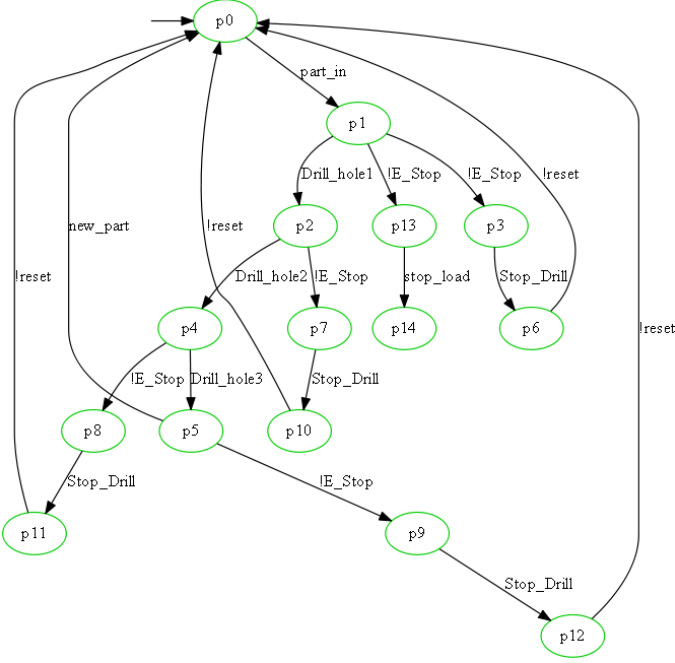 p0
part_in
p1
Drill_hole1
!E_Stop
!E_Stop
!reset
new_part
!reset
p2
p13
p3
!reset
Drill_hole2
!E_Stop
stop_load
Stop_Drill
p4
p7
p14
p6
!reset
!E_Stop
Drill_hole3
Stop_Drill
p8
p5
p10
Stop_Drill
!E_Stop
p11
p9
Stop_Drill
p12